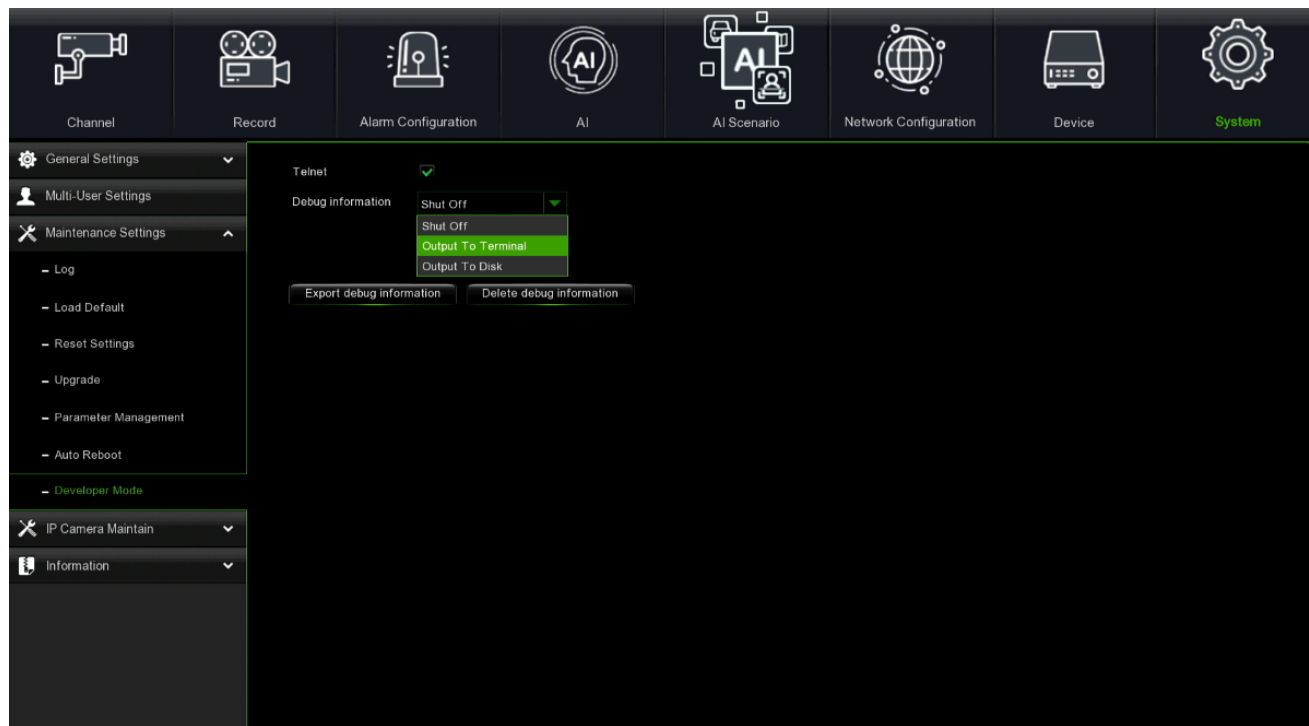 Channel
Record
Alarm Configuration
AI
AI Scenario
Network Configuration
Device
System
General Settings
Multi-User Settings
Maintenance Settings
Log
Load Default
Reset Settings
Upgrade
Parameter Management
Auto Reboot
Developer Mode
IP Camera Maintain
Information
Telnet
Debug information
Shut Off
Shut Off
Output To Terminal
Output To Disk
Export debug information
Delete debug information
AI
AI